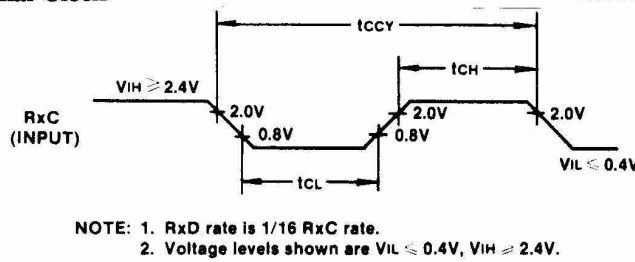 tCCY
tCH
VIH ≥ 2.4V
2.0V 2.0V 2.0V
RxC
(INPUT)
0.8V 0.8V
VIL ≤ 0.4V
tCL
NOTE: 1. RxD rate is 1/16 RxC rate.
2. Voltage levels shown are VIL ≤ 0.4V, VIH ≥ 2.4V.